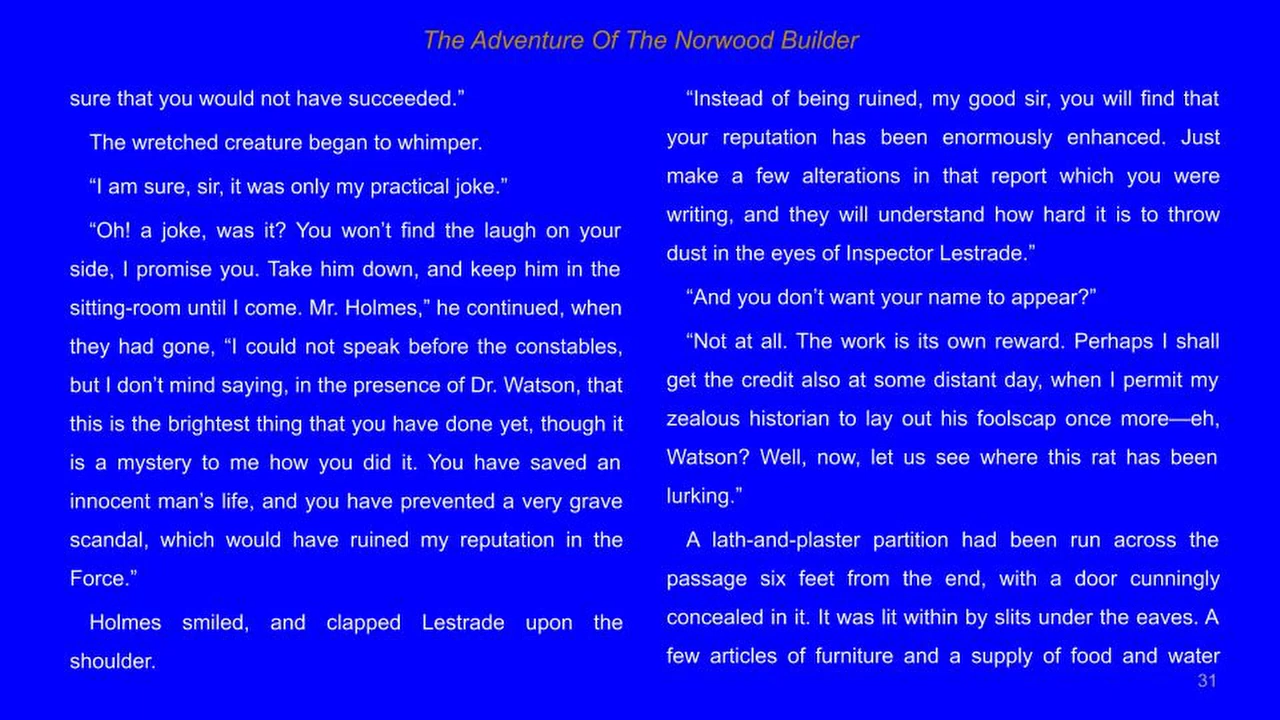 The Adventure Of The Norwood Builder
sure that you would not have succeeded.”
The wretched creature began to whimper.
“I am sure, sir, it was only my practical joke.”
“Oh! a joke, was it? You won’t find the laugh on your
side, I promise you. Take him down, and keep him in the
sitting-room until I come. Mr. Holmes,” he continued, when
they had gone, “I could not speak before the constables,
but I don’t mind saying, in the presence of Dr. Watson, that
this is the brightest thing that you have done yet, though it
is a mystery to me how you did it. You have saved an
innocent man’s life, and you have prevented a very grave
scandal, which would have ruined my reputation in the
Force.”
Holmes smiled, and clapped Lestrade upon the
shoulder.
“Instead of being ruined, my good sir, you will find that
your reputation has been enormously enhanced. Just
make a few alterations in that report which you were
writing, and they will understand how hard it is to throw
dust in the eyes of Inspector Lestrade.”
“And you don’t want your name to appear?”
“Not at all. The work is its own reward. Perhaps I shall
get the credit also at some distant day, when I permit my
zealous historian to lay out his foolscap once more—eh,
Watson? Well, now, let us see where this rat has been
lurking.”
A lath-and-plaster partition had been run across the
passage six feet from the end, with a door cunningly
concealed in it. It was lit within by slits under the eaves. A
few articles of furniture and a supply of food and water
31